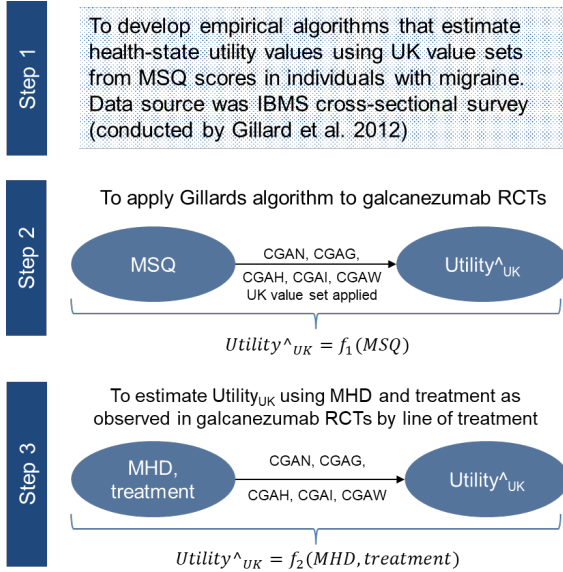 Step 1
To develop empirical algorithms that estimate
health-state utility values using UK value sets
from MSQ scores in individuals with migraine.
Data source was IBMS cross-sectional survey
(conducted by Gillard et al. 2012)
Step 2
To apply Gillards algorithm to galcanezumab RCTs
MSQ
CGAN, CGAG,
CGAH, CGAI, CGAW
UK value set applied
Utility^UK
Utility^UK = f1(MSQ)
Step 3
To estimate UtilityUK using MHD and treatment as
observed in galcanezumab RCTs by line of treatment
MHD,
treatment
CGAN, CGAG,
CGAH, CGAI, CGAW
Utility^UK
Utility^UK = f2(MHD, treatment)